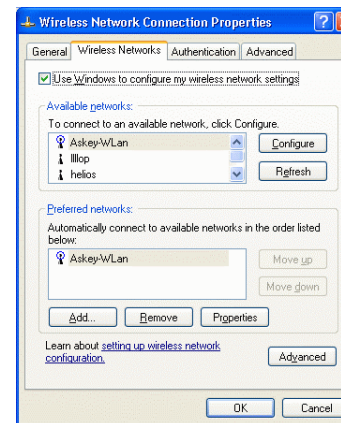 Wireless Network Connection Properties
General Wireless Networks Authentication Advanced
Use Windows to configure my wireless network settings
Available networks:
To connect to an available network, click Configure.
Askey-WLan
Configure
helios
Refresh
Preferred networks:
Automatically connect to available networks in the order listed
below:
Askey-WLan
Move up
Move down
Add... Remove Properties
Learn about setting up wireless network
configuration.
Advanced
OK Cancel